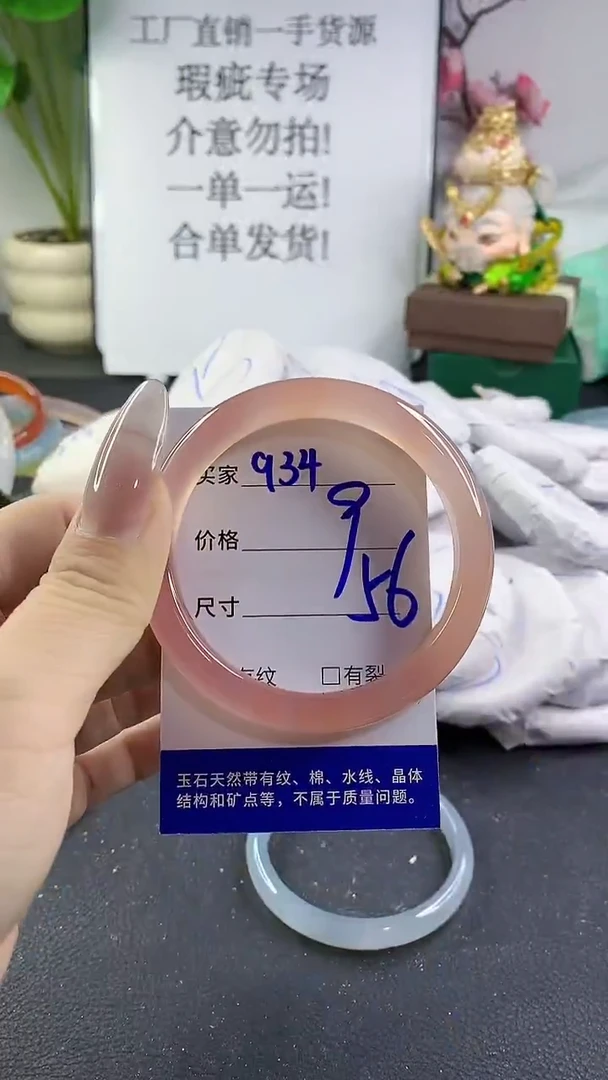 工厂直销一手货源
瑕疵专场
介意勿拍!
一单一运!
合单发货!
买家 934
价格 9
尺寸 56
有纹 □有裂
玉石天然带有纹、棉、水线、晶体
结构和矿点等，不属于质量问题。